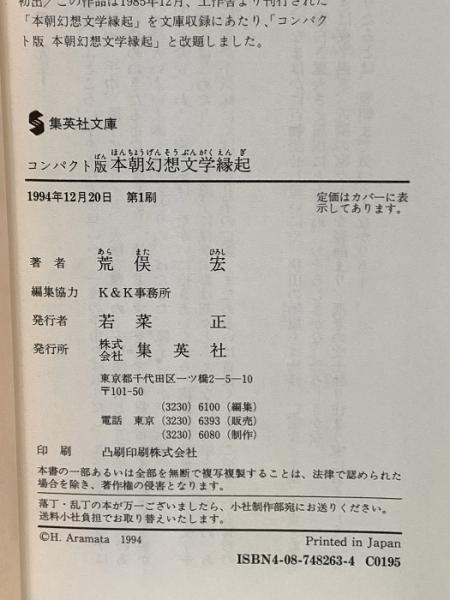 初出/この作品は1985年12月、工作舎より刊行された
「本朝幻想文学縁起」を文庫収録にあたり、「コンパク
ト版 本朝幻想文学縁起」と改題しました。
集英社文庫
コンパクト版 本朝幻想文学縁起
1994年12月20日 第1刷
定価はカバーに表
示してあります。
著者 荒俣 宏
編集協力 K&K事務所
発行者 若菜 正
発行所 株式会社 集英社
東京都千代田区一ツ橋2-5-10
〒101-50
(3230) 6100 (編集)
電話 東京 (3230) 6393 (販売)
(3230) 6080 (制作)
印刷 凸刷印刷株式会社
本書の一部あるいは全部を無断で複写複製することは、法律で認められた
場合を除き、著作権の侵害となります。
落丁・乱丁の本が万一ございましたら、小社制作部宛にお送りください。
送料小社負担でお取り替えいたします。
©H. Aramata 1994
Printed in Japan
ISBN4-08-748263-4 C0195